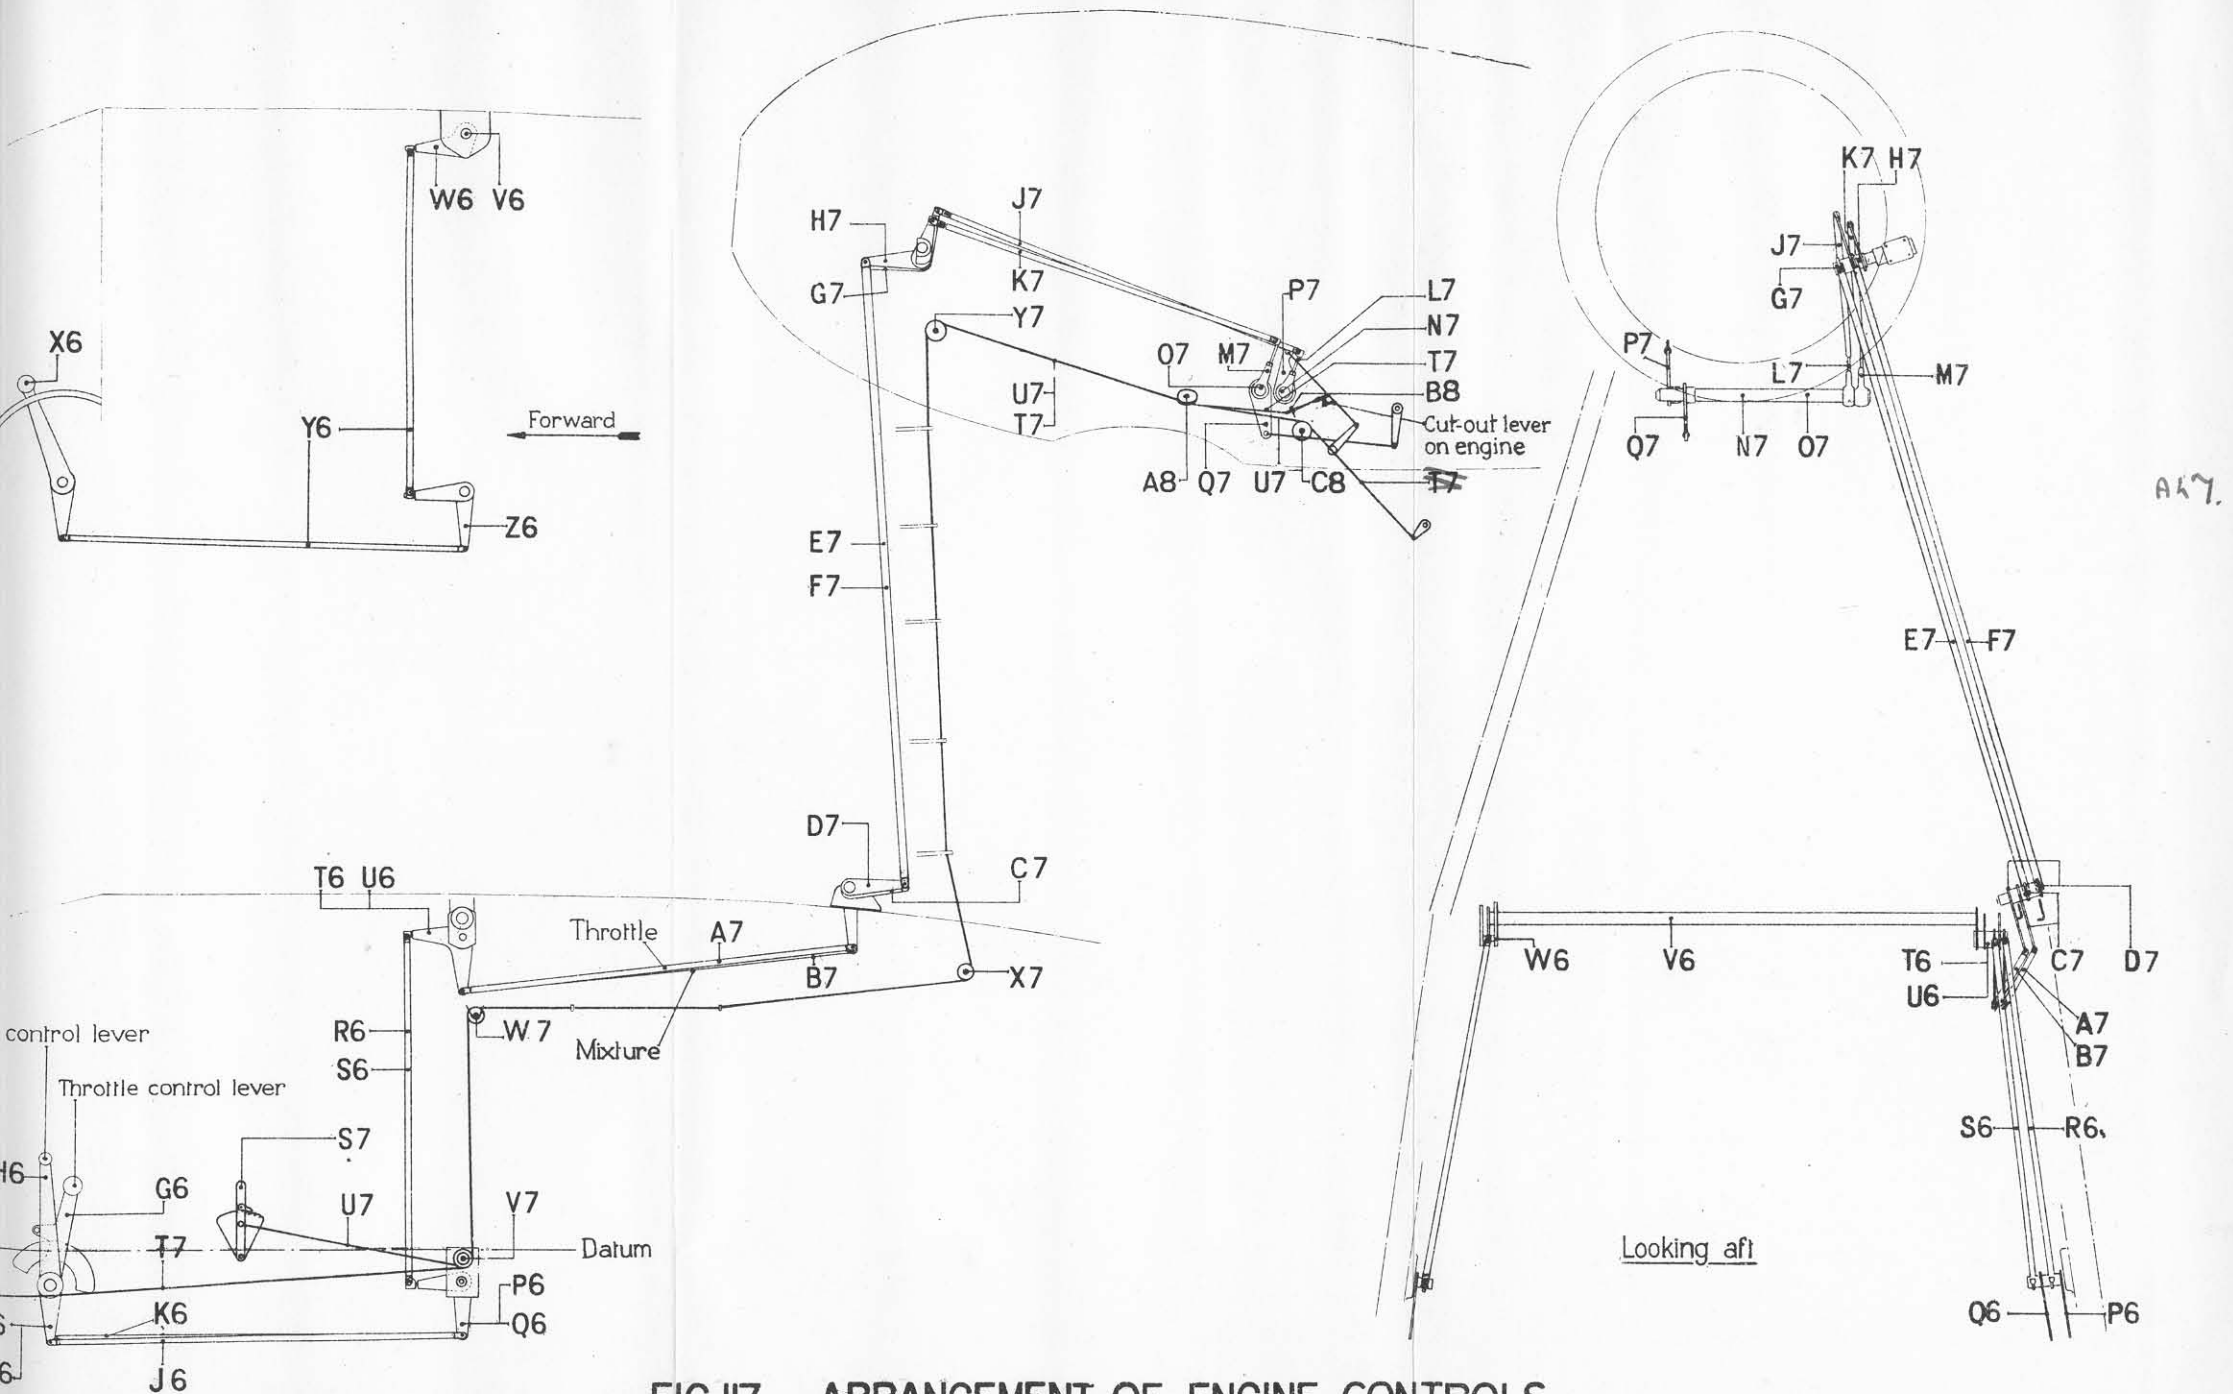 W6 V6
X6
Y6
Forward
Z6
H7
G7
J7
K7
Y7
P7
L7
N7
O7 M7
T7
B8
U7
T7
Cut-out lever
on engine
A8 Q7 U7 C8 T7
E7
F7
D7
C7
T6 U6
Throttle
A7
B7
X7
R6
W7
Mixture
S6
control lever
Throttle control lever
S7
H6
G6
U7
V7
T7
Datum
P6
K6
Q6
J6
K7 H7
J7
G7
P7
L7
M7
Q7 N7 O7
E7 F7
W6 V6 T6 C7 D7
U6
A7
B7
S6 R6
Looking aft
Q6 P6
FIG.117. ARRANGEMENT OF ENGINE CONTROLS